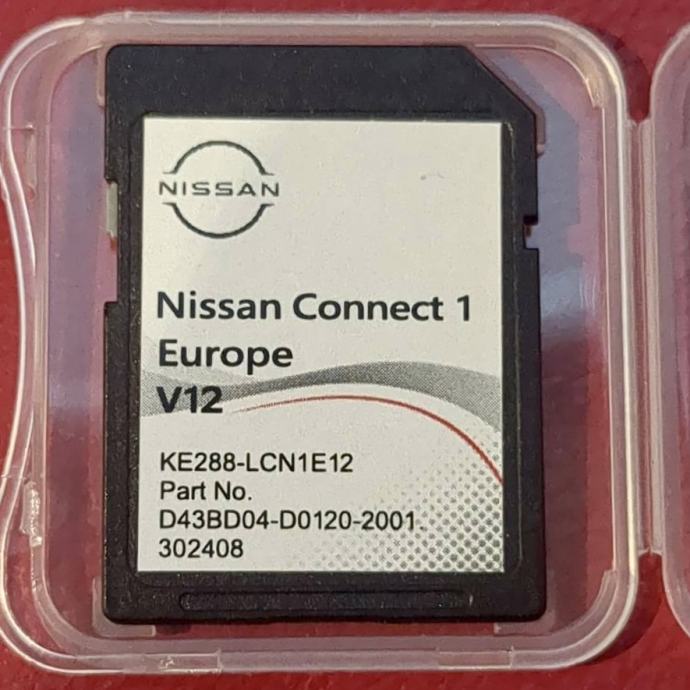 NISSAN
Nissan Connect 1
Europe
V12
KE288-LCN1E12
Part No.
D43BD04-D0120-2001.
302408